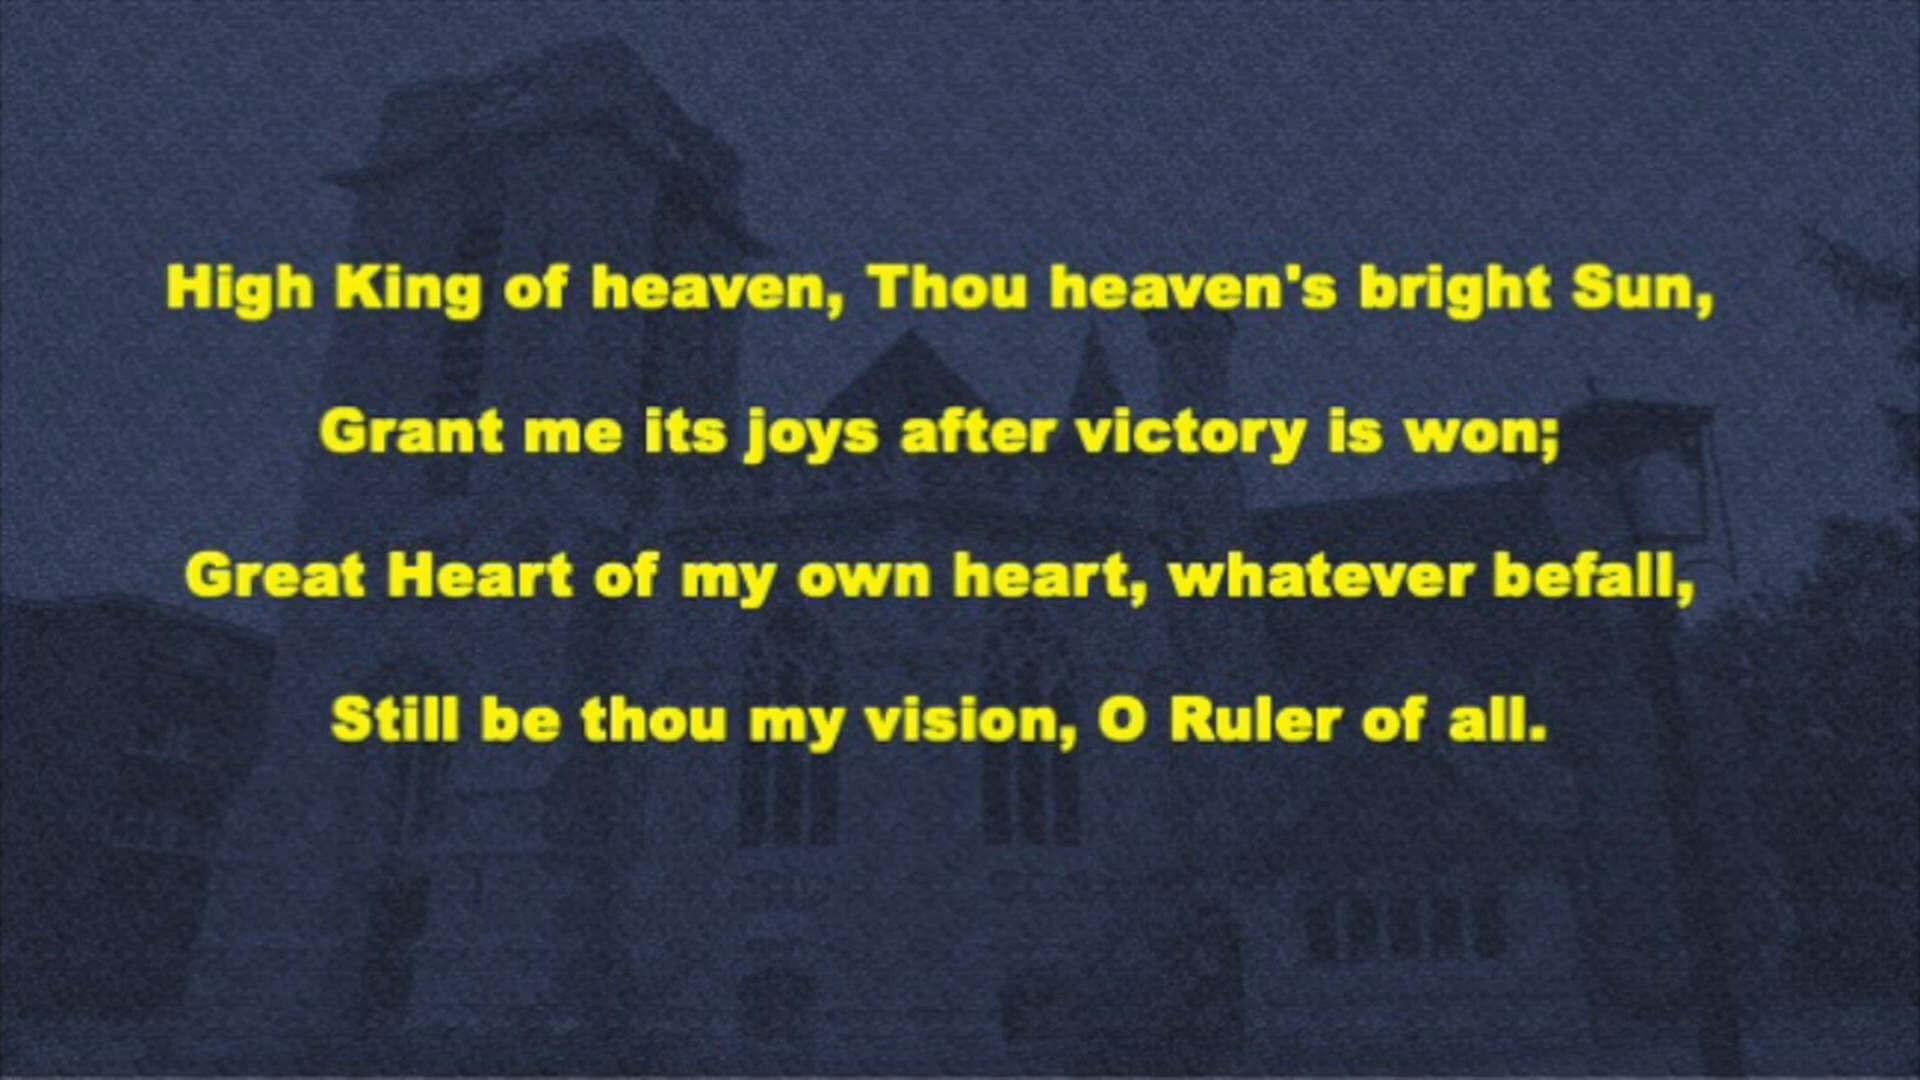 High King of heaven, Thou heaven's bright Sun,
Grant me its joys after victory is won;
Great Heart of my own heart, whatever befall,
Still be thou my vision, O Ruler of all.